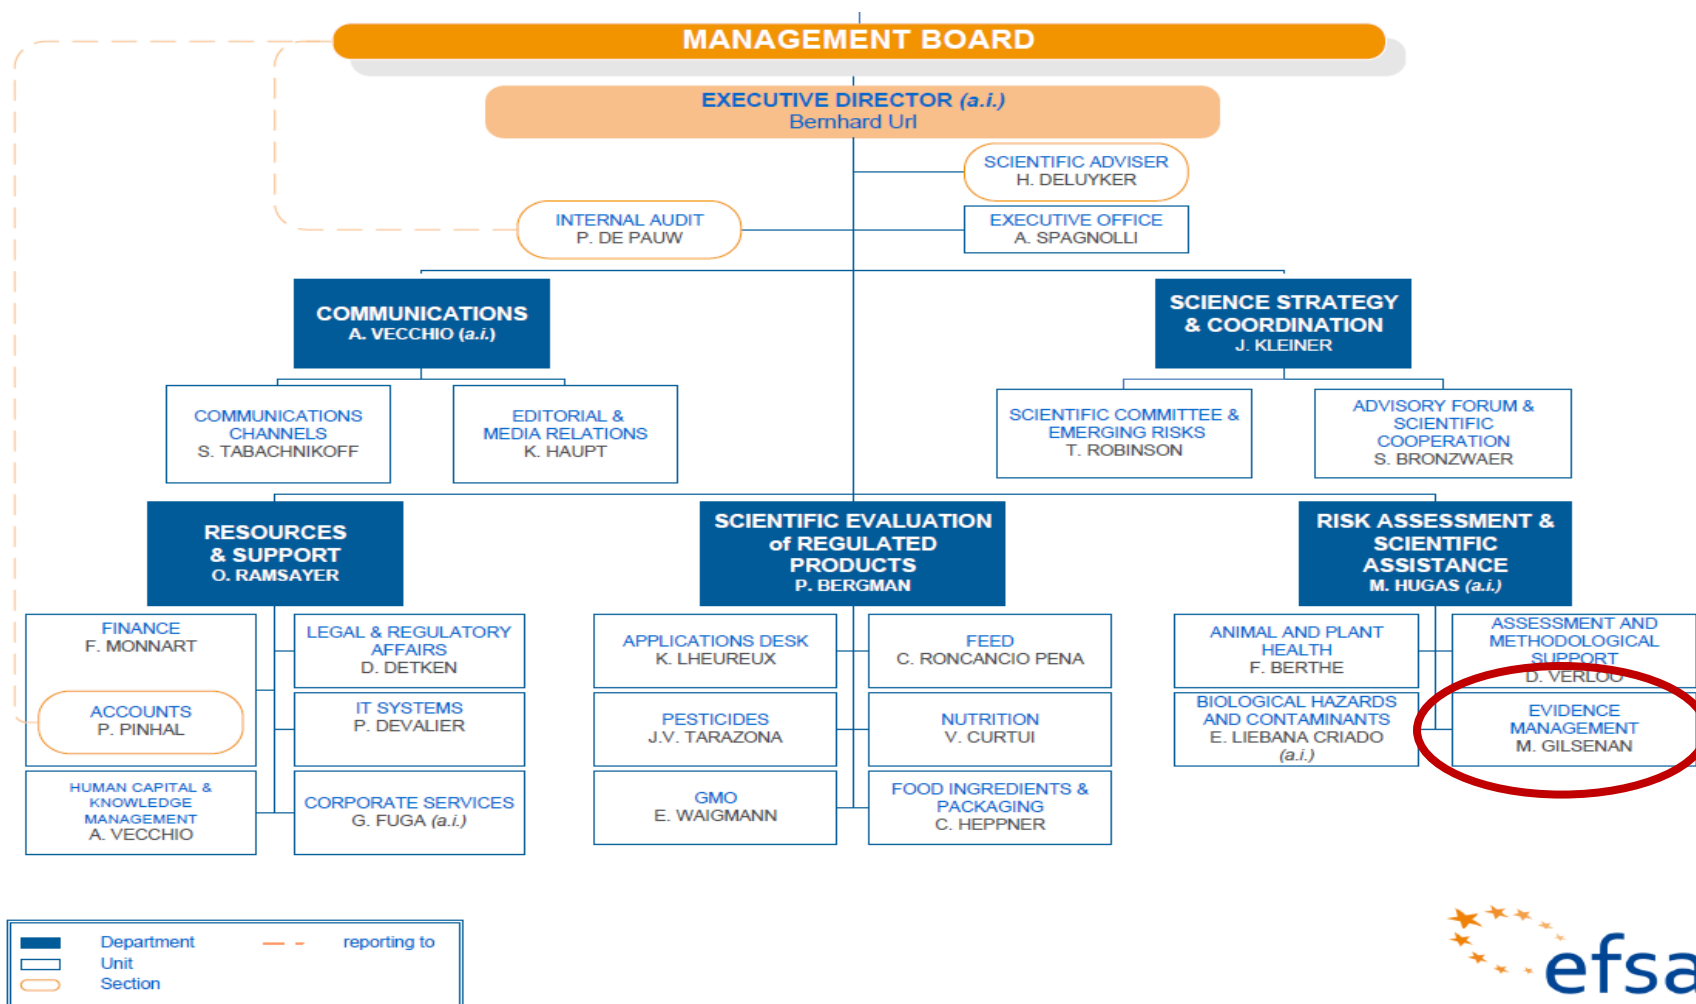 MANAGEMENT BOARD
EXECUTIVE DIRECTOR (a.i.)
Bernhard Url
SCIENTIFIC ADVISER
H. DELUYKER
INTERNAL AUDIT
P. DE PAUW
EXECUTIVE OFFICE
A. SPAGNOLLI
COMMUNICATIONS
A. VECCHIO (a.i.)
SCIENCE STRATEGY
& COORDINATION
J. KLEINER
COMMUNICATIONS
CHANNELS
S. TABACHNIKOFF
EDITORIAL &
MEDIA RELATIONS
K. HAUPT
SCIENTIFIC COMMITTEE &
EMERGING RISKS
T. ROBINSON
ADVISORY FORUM &
SCIENTIFIC
COOPERATION
S. BRONZWAER
RESOURCES
& SUPPORT
O. RAMSAYER
SCIENTIFIC EVALUATION
of REGULATED
PRODUCTS
P. BERGMAN
RISK ASSESSMENT &
SCIENTIFIC
ASSISTANCE
M. HUGAS (a.i.)
FINANCE
F. MONNART
ACCOUNTS
P. PINHAL
LEGAL & REGULATORY
AFFAIRS
D. DETKEN
IT SYSTEMS
P. DEVALIER
HUMAN CAPITAL &
KNOWLEDGE
MANAGEMENT
A. VECCHIO
CORPORATE SERVICES
G. FUGA (a.i.)
APPLICATIONS DESK
K. LHEUREUX
FEED
C. RONCANCIO PENA
PESTICIDES
J.V. TARAZONA
NUTRITION
V. CURTUI
GMO
E. WAIGMANN
FOOD INGREDIENTS &
PACKAGING
C. HEPPNER
ANIMAL AND PLANT
HEALTH
F. BERTHE
ASSESSMENT AND
METHODOLOGICAL
SUPPORT
D. VERLOO
BIOLOGICAL HAZARDS
AND CONTAMINANTS
E. LIEBANA CRIADO
(a.i.)
EVIDENCE
MANAGEMENT
M. GILSENAN
Department
reporting to
Unit
Section
efsa